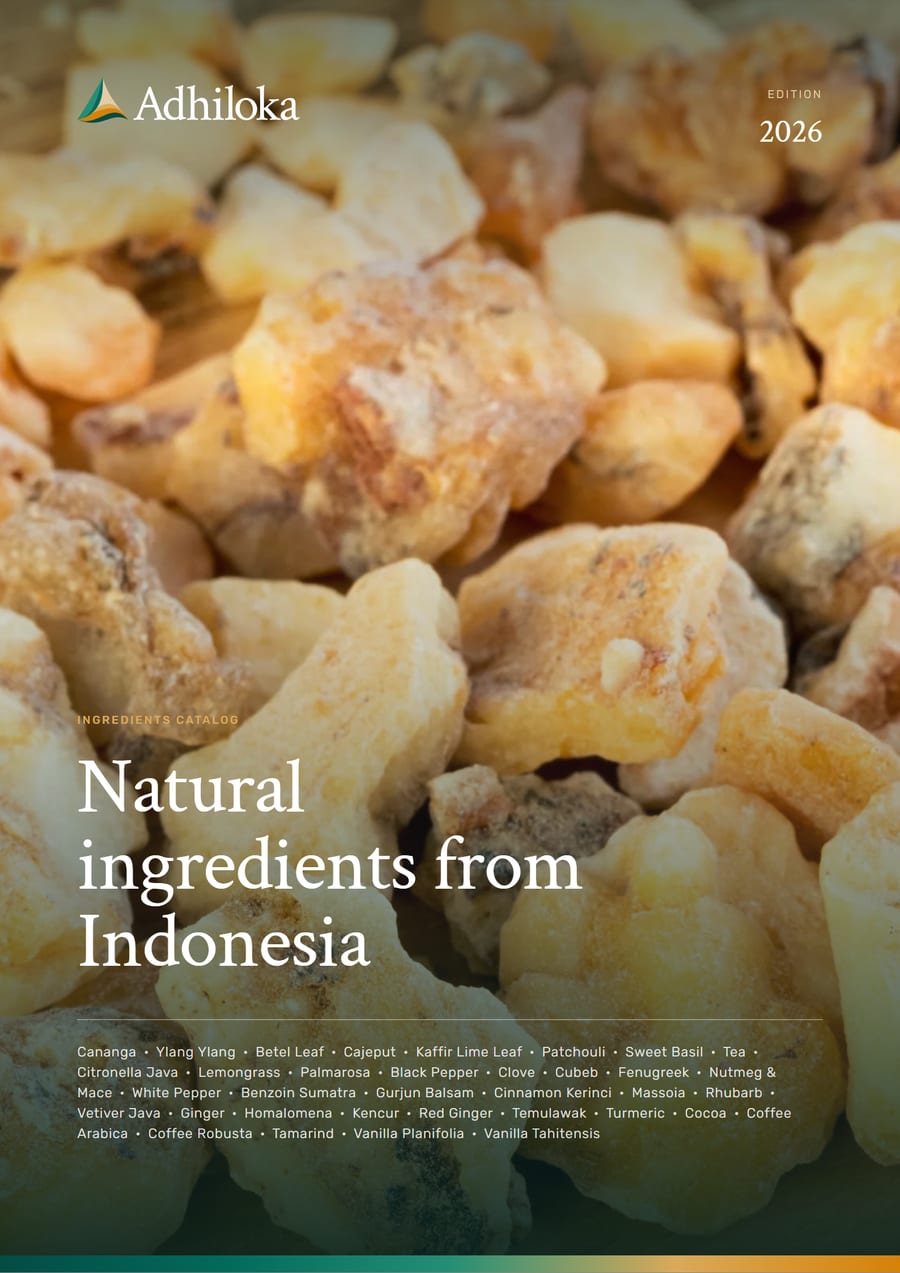 Adhiloka
EDITION
2026
INGREDIENTS CATALOG
Natural
ingredients from
Indonesia
Cananga • Ylang Ylang • Betel Leaf • Cajeput • Kaffir Lime Leaf • Patchouli • Sweet Basil • Tea •
Citronella Java • Lemongrass • Palmarosa • Black Pepper • Clove • Cubeb • Fenugreek • Nutmeg &
Mace • White Pepper • Benzoin Sumatra • Gurjun Balsam • Cinnamon Kerinci • Massoia • Rhubarb •
Vetiver Java • Ginger • Homalomena • Kencur • Red Ginger • Temulawak • Turmeric • Cocoa • Coffee
Arabica • Coffee Robusta • Tamarind • Vanilla Planifolia • Vanilla Tahitensis